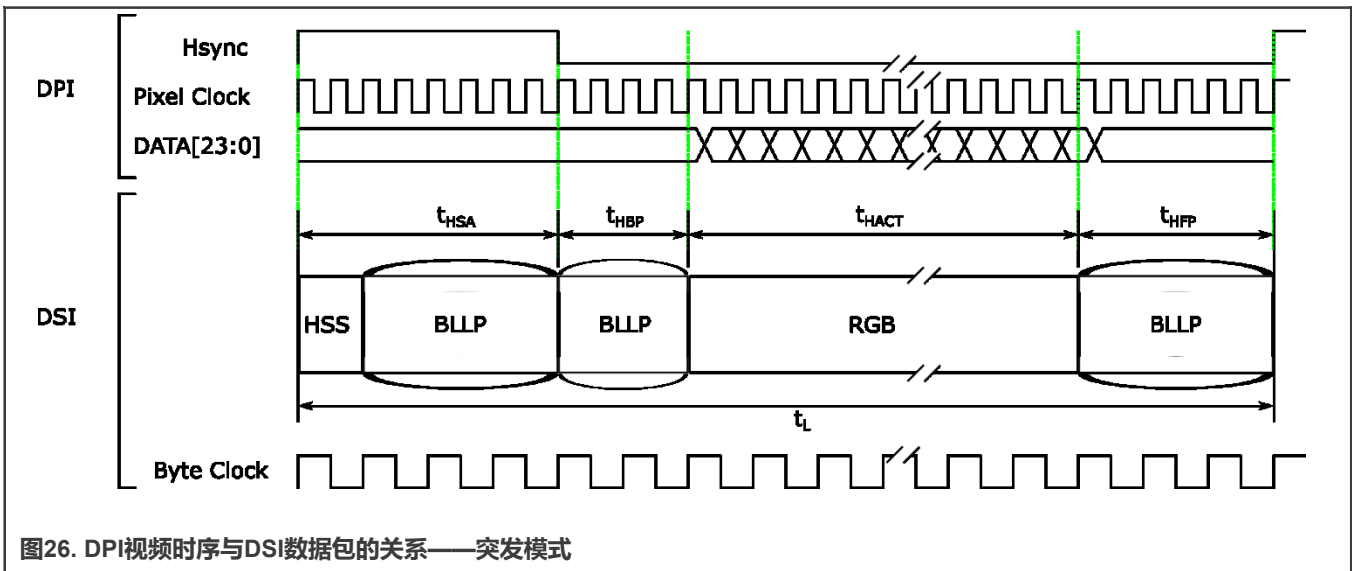 Hsync
DPI
Pixel Clock
DATA[23:0]
tHSA
tHBP
tHACT
tHFP
DSI
HSS
BLLP
BLLP
RGB
BLLP
tL
Byte Clock
图26. DPI视频时序与DSI数据包的关系——突发模式